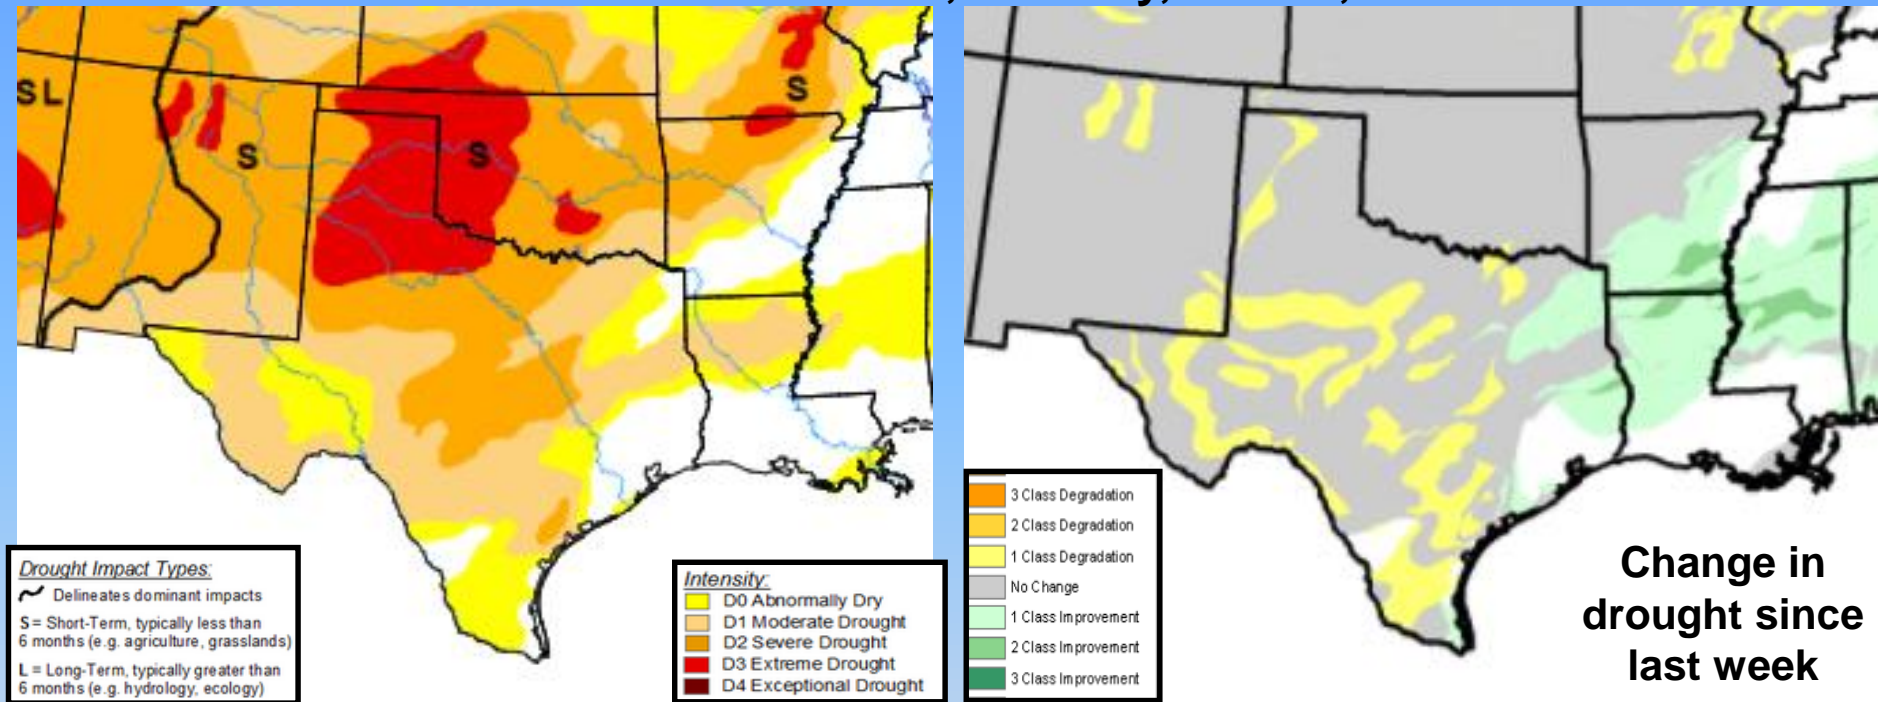 SL
S
S
S
Drought Impact Types:
Delineates dominant impacts
S = Short-Term, typically less than
6 months (e.g. agriculture, grasslands)
L = Long-Term, typically greater than
6 months (e.g. hydrology, ecology)
Intensity:
D0 Abnormally Dry
D1 Moderate Drought
D2 Severe Drought
D3 Extreme Drought
D4 Exceptional Drought
3 Class Degradation
2 Class Degradation
1 Class Degradation
No Change
1 Class Improvement
2 Class Improvement
3 Class Improvement
Change in
drought since
last week